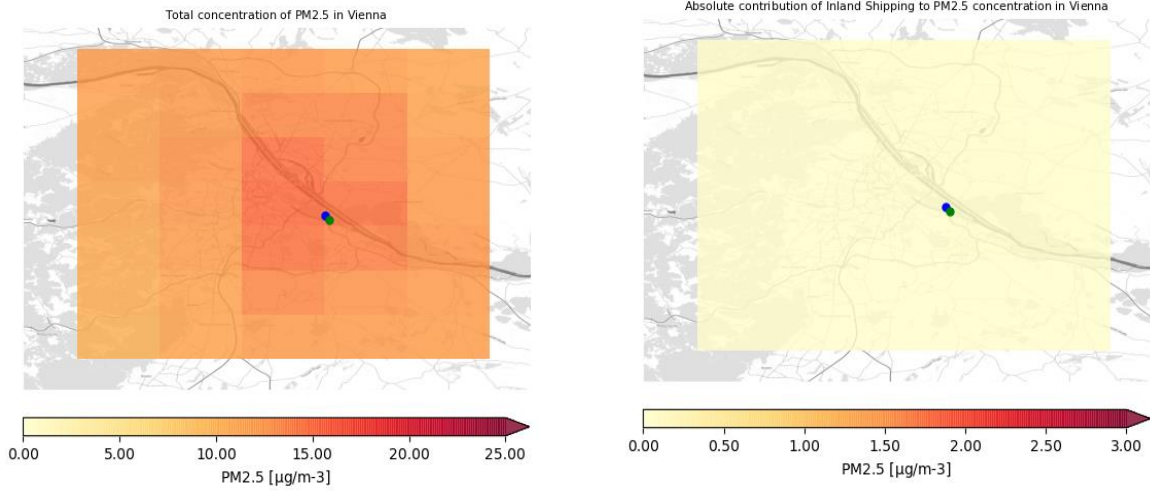 Total concentration of PM2.5 in Vienna
0.00 5.00 10.00 15.00 20.00 25.00
PM2.5 [µg/m-3]
Absolute contribution of Inland Shipping to PM2.5 concentration in Vienna
0.00 0.50 1.00 1.50 2.00 2.50 3.00
PM2.5 [µg/m-3]